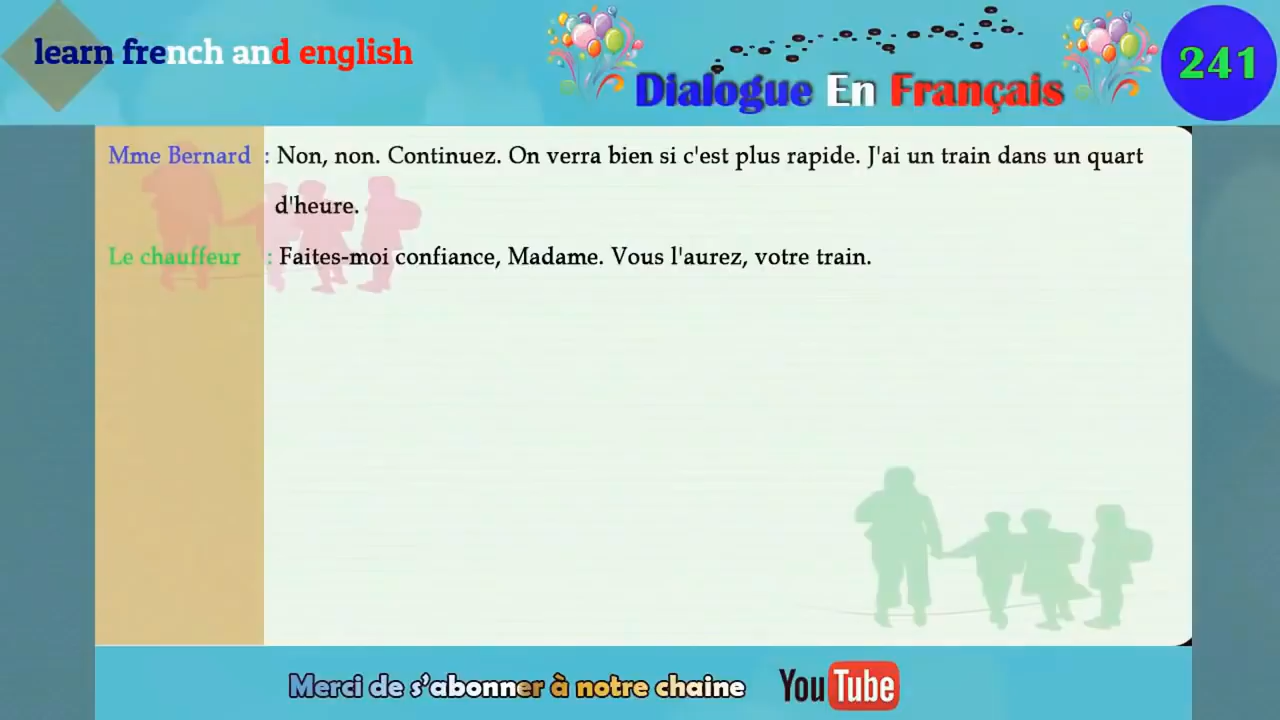 learn french and english
Dialogue En Français
241
Mme Bernard : Non, non. Continuez. On verra bien si c'est plus rapide. J'ai un train dans un quart
d'heure.
Le chauffeur : Faites-moi confiance, Madame. Vous l'aurez, votre train.
Merci de s'abonner à notre chaine
YouTube